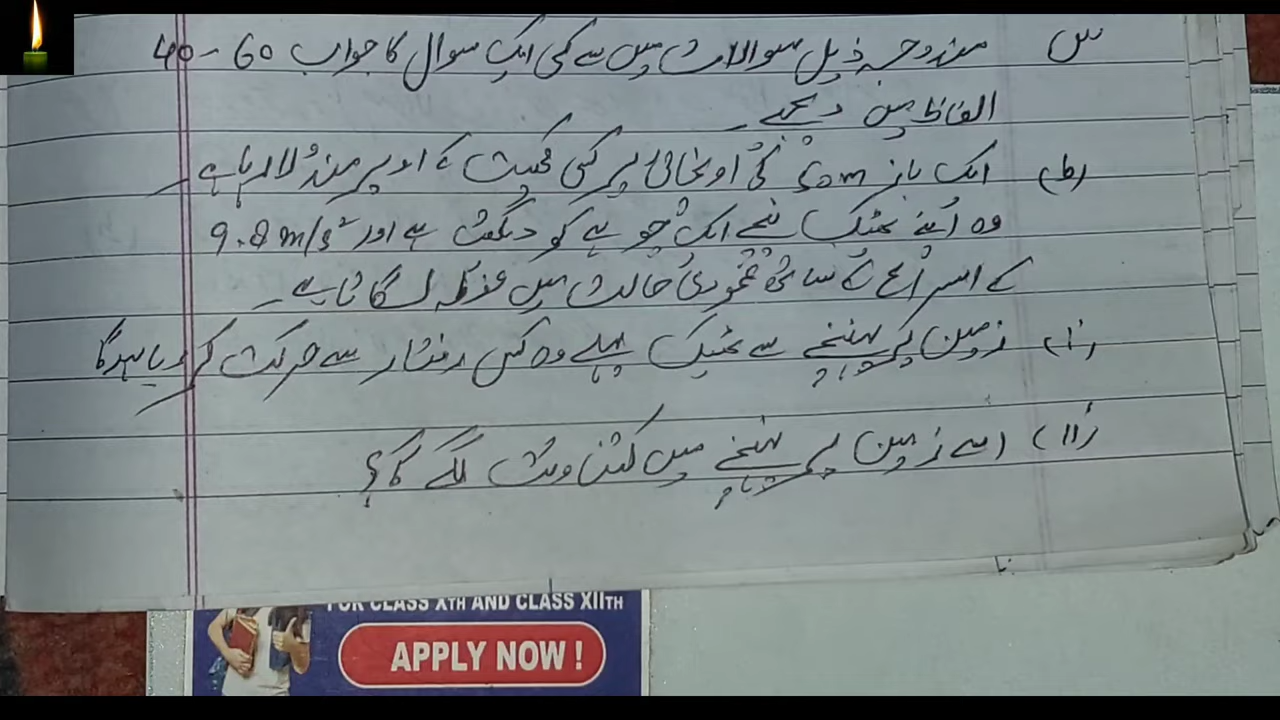 س مندرجہ ذیل سوالات میں سے کسی ایک سوال کا جواب 60 - 40
الفاظ میں دیجیے۔
(b) ایک باز 50m کی اونچائی پر کسی کھیت کے اوپر منڈلا رہا ہے۔
وہ اپنے ٹھیک نیچے ایک چوہے کو دیکھتا ہے اور 9.8 m/s²
کے اسراع کے ساتھ عمودی حالت میں غوطہ لگاتا ہے۔
(i) زمین پر پہنچنے سے ٹھیک پہلے وہ کس رفتار سے حرکت کر رہا ہوگا
(ii) اسے زمین پر پہنچنے میں کتنا وقت لگے گا؟
FOR CLASS XTH AND CLASS XIITH
APPLY NOW !